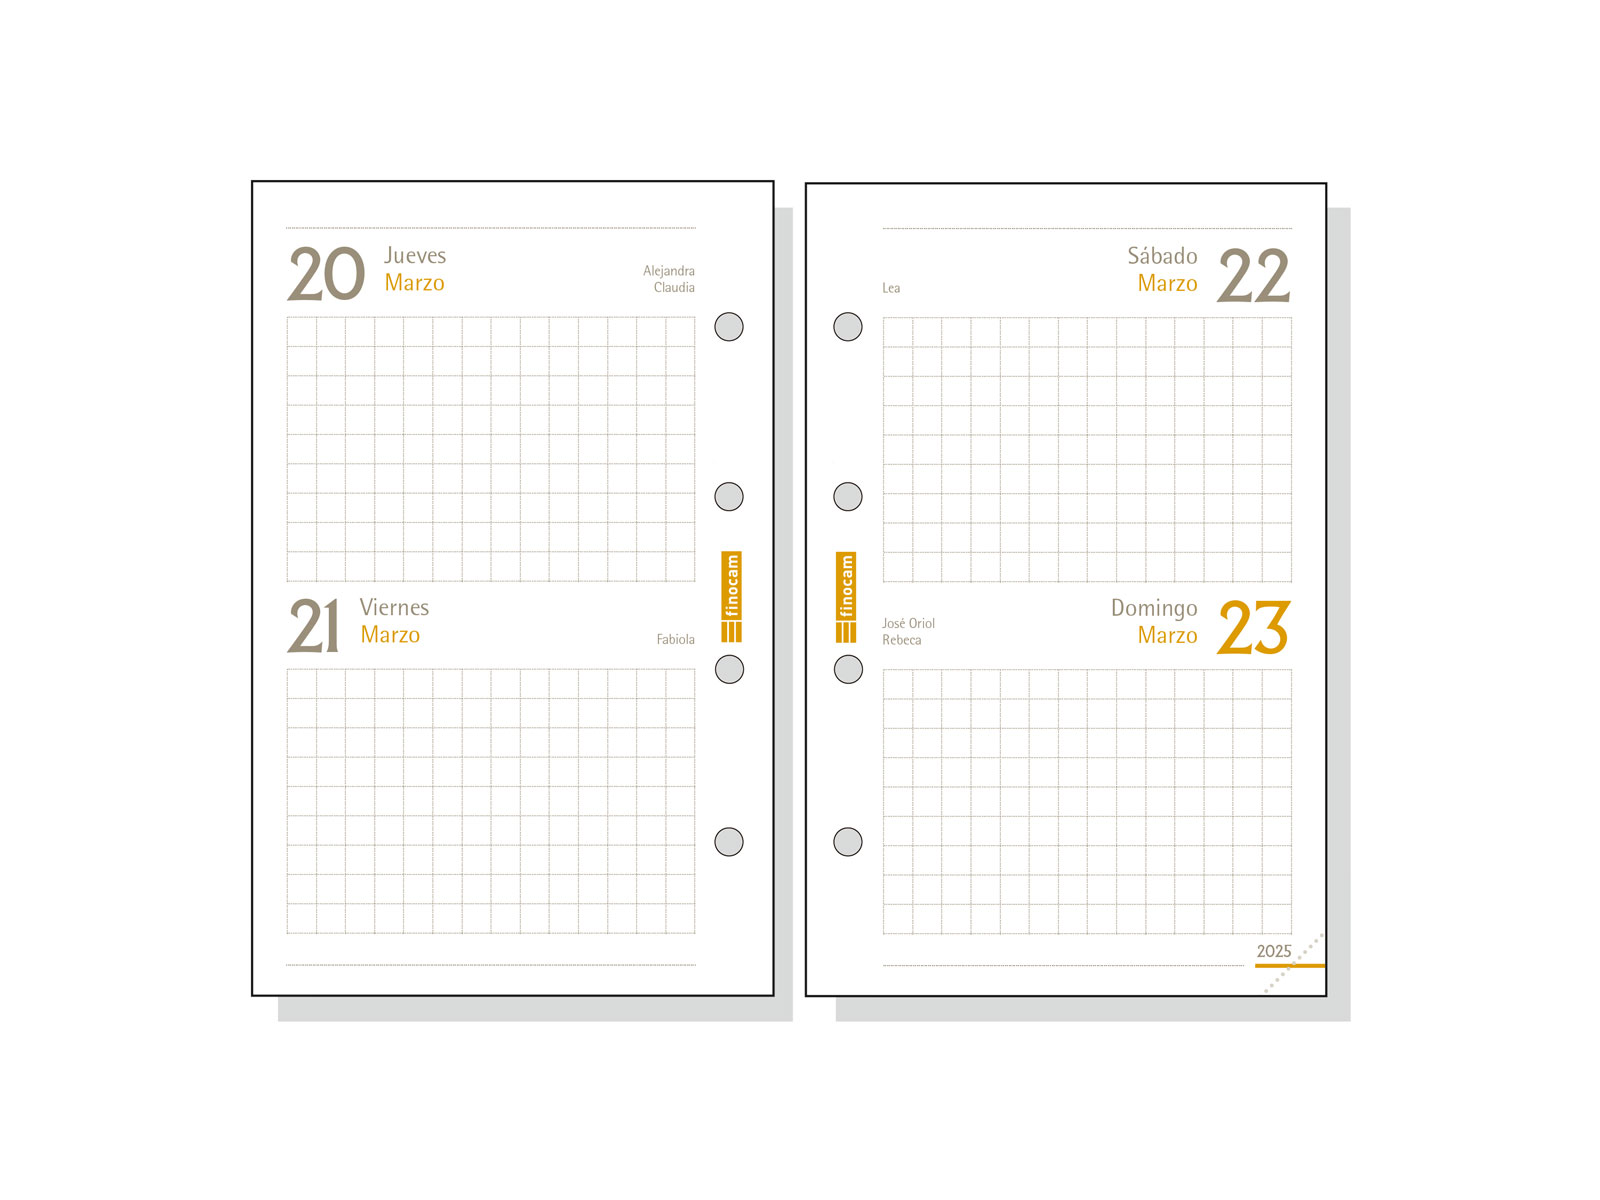 20 Jueves
Marzo
Alejandra
Claudia
finocam
21 Viernes
Marzo
Fabiola
Sábado 22
Marzo
Lea
finocam
Domingo 23
Marzo
José Oriol
Rebeca
2025